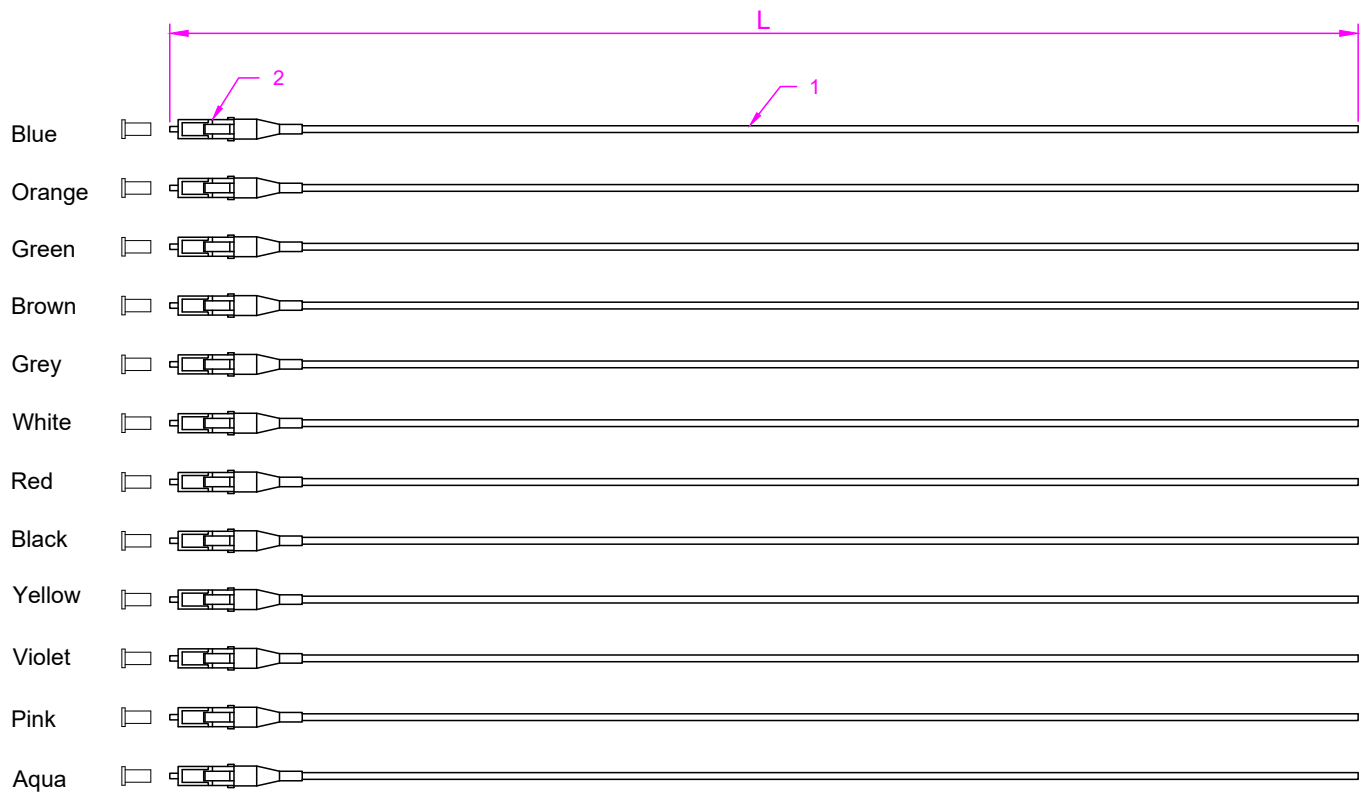 L
2
1
Blue
Orange
Green
Brown
Grey
White
Red
Black
Yellow
Violet
Pink
Aqua